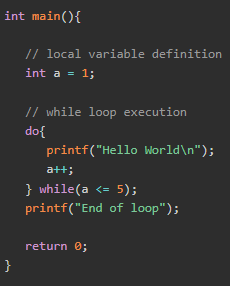 int main(){
// local variable definition
int a = 1;
// while loop execution
do{
printf("Hello World\n");
a++;
} while(a <= 5);
printf("End of loop");
return 0;
}